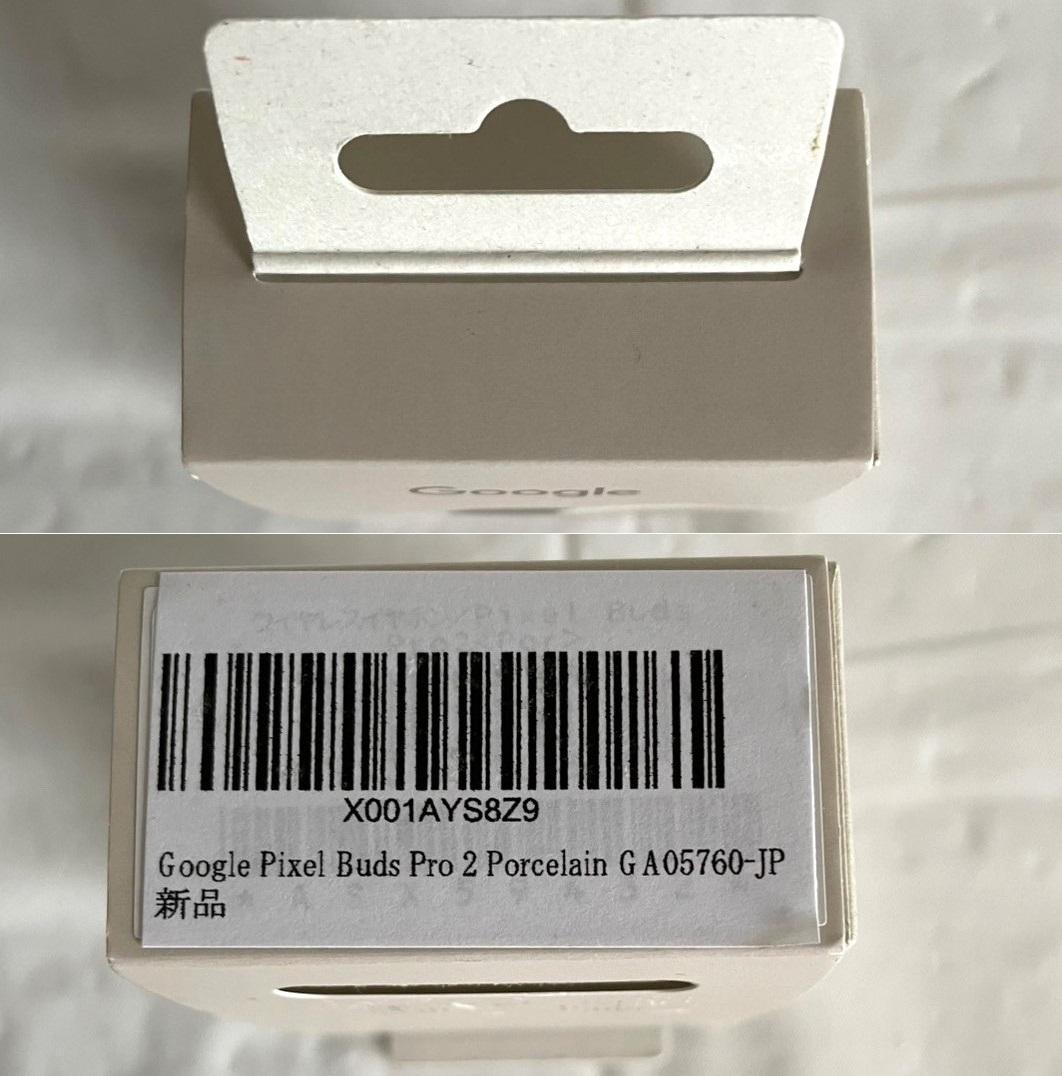 Google
X001AYS8Z9
Google Pixel Buds Pro 2 Porcelain GA05760-JP
新品